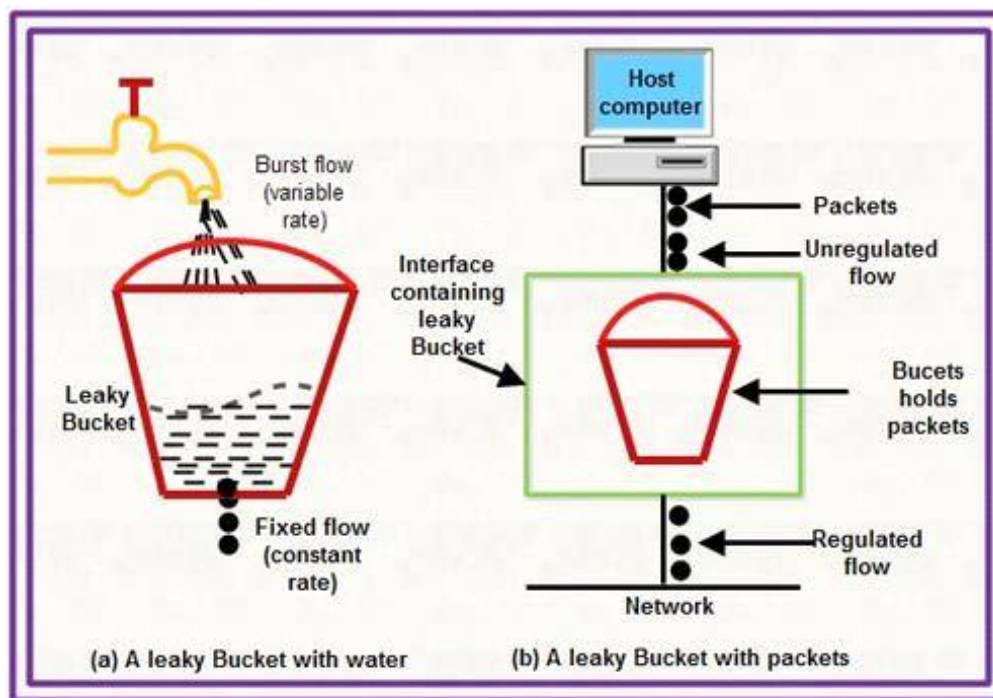 Burst flow
(variable
rate)
Leaky
Bucket
Fixed flow
(constant
rate)
(a) A leaky Bucket with water
Host
computer
Packets
Unregulated
flow
Interface
containing
leaky
Bucket
Bucets
holds
packets
Regulated
flow
Network
(b) A leaky Bucket with packets